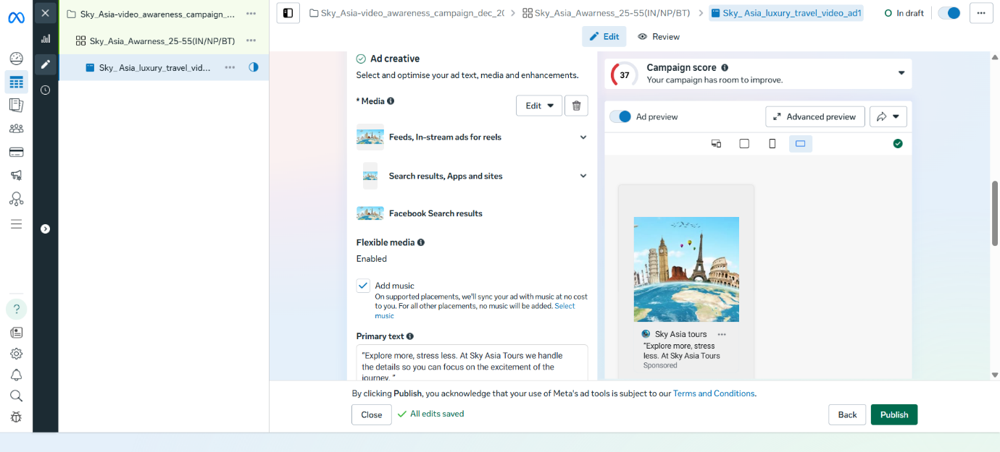 Sky_Asia-video_awareness_campaign_...
Sky_Asia_Awarness_25-55(IN/NP/BT)
Sky_ Asia_luxury_travel_vid...
Sky_Asia-video_awareness_campaign_dec_20
Sky_Asia_Awarness_25-55(IN/NP/BT)
Sky_ Asia_luxury_travel_video_ad1
In draft
Edit
Review
Ad creative
Select and optimise your ad text, media and enhancements.
* Media
Edit
Feeds, In-stream ads for reels
Search results, Apps and sites
Facebook Search results
Flexible media
Enabled
Add music
On supported placements, we'll sync your ad with music at no cost
to you. For all other placements, no music will be added. Select
music
Primary text
"Explore more, stress less. At Sky Asia Tours we handle
the details so you can focus on the excitement of the
journey. "
37
Campaign score
Your campaign has room to improve.
Ad preview
Advanced preview
Sky Asia tours
"Explore more, stress
less. At Sky Asia Tours
Sponsored
By clicking Publish, you acknowledge that your use of Meta's ad tools is subject to our Terms and Conditions.
Close
All edits saved
Back
Publish